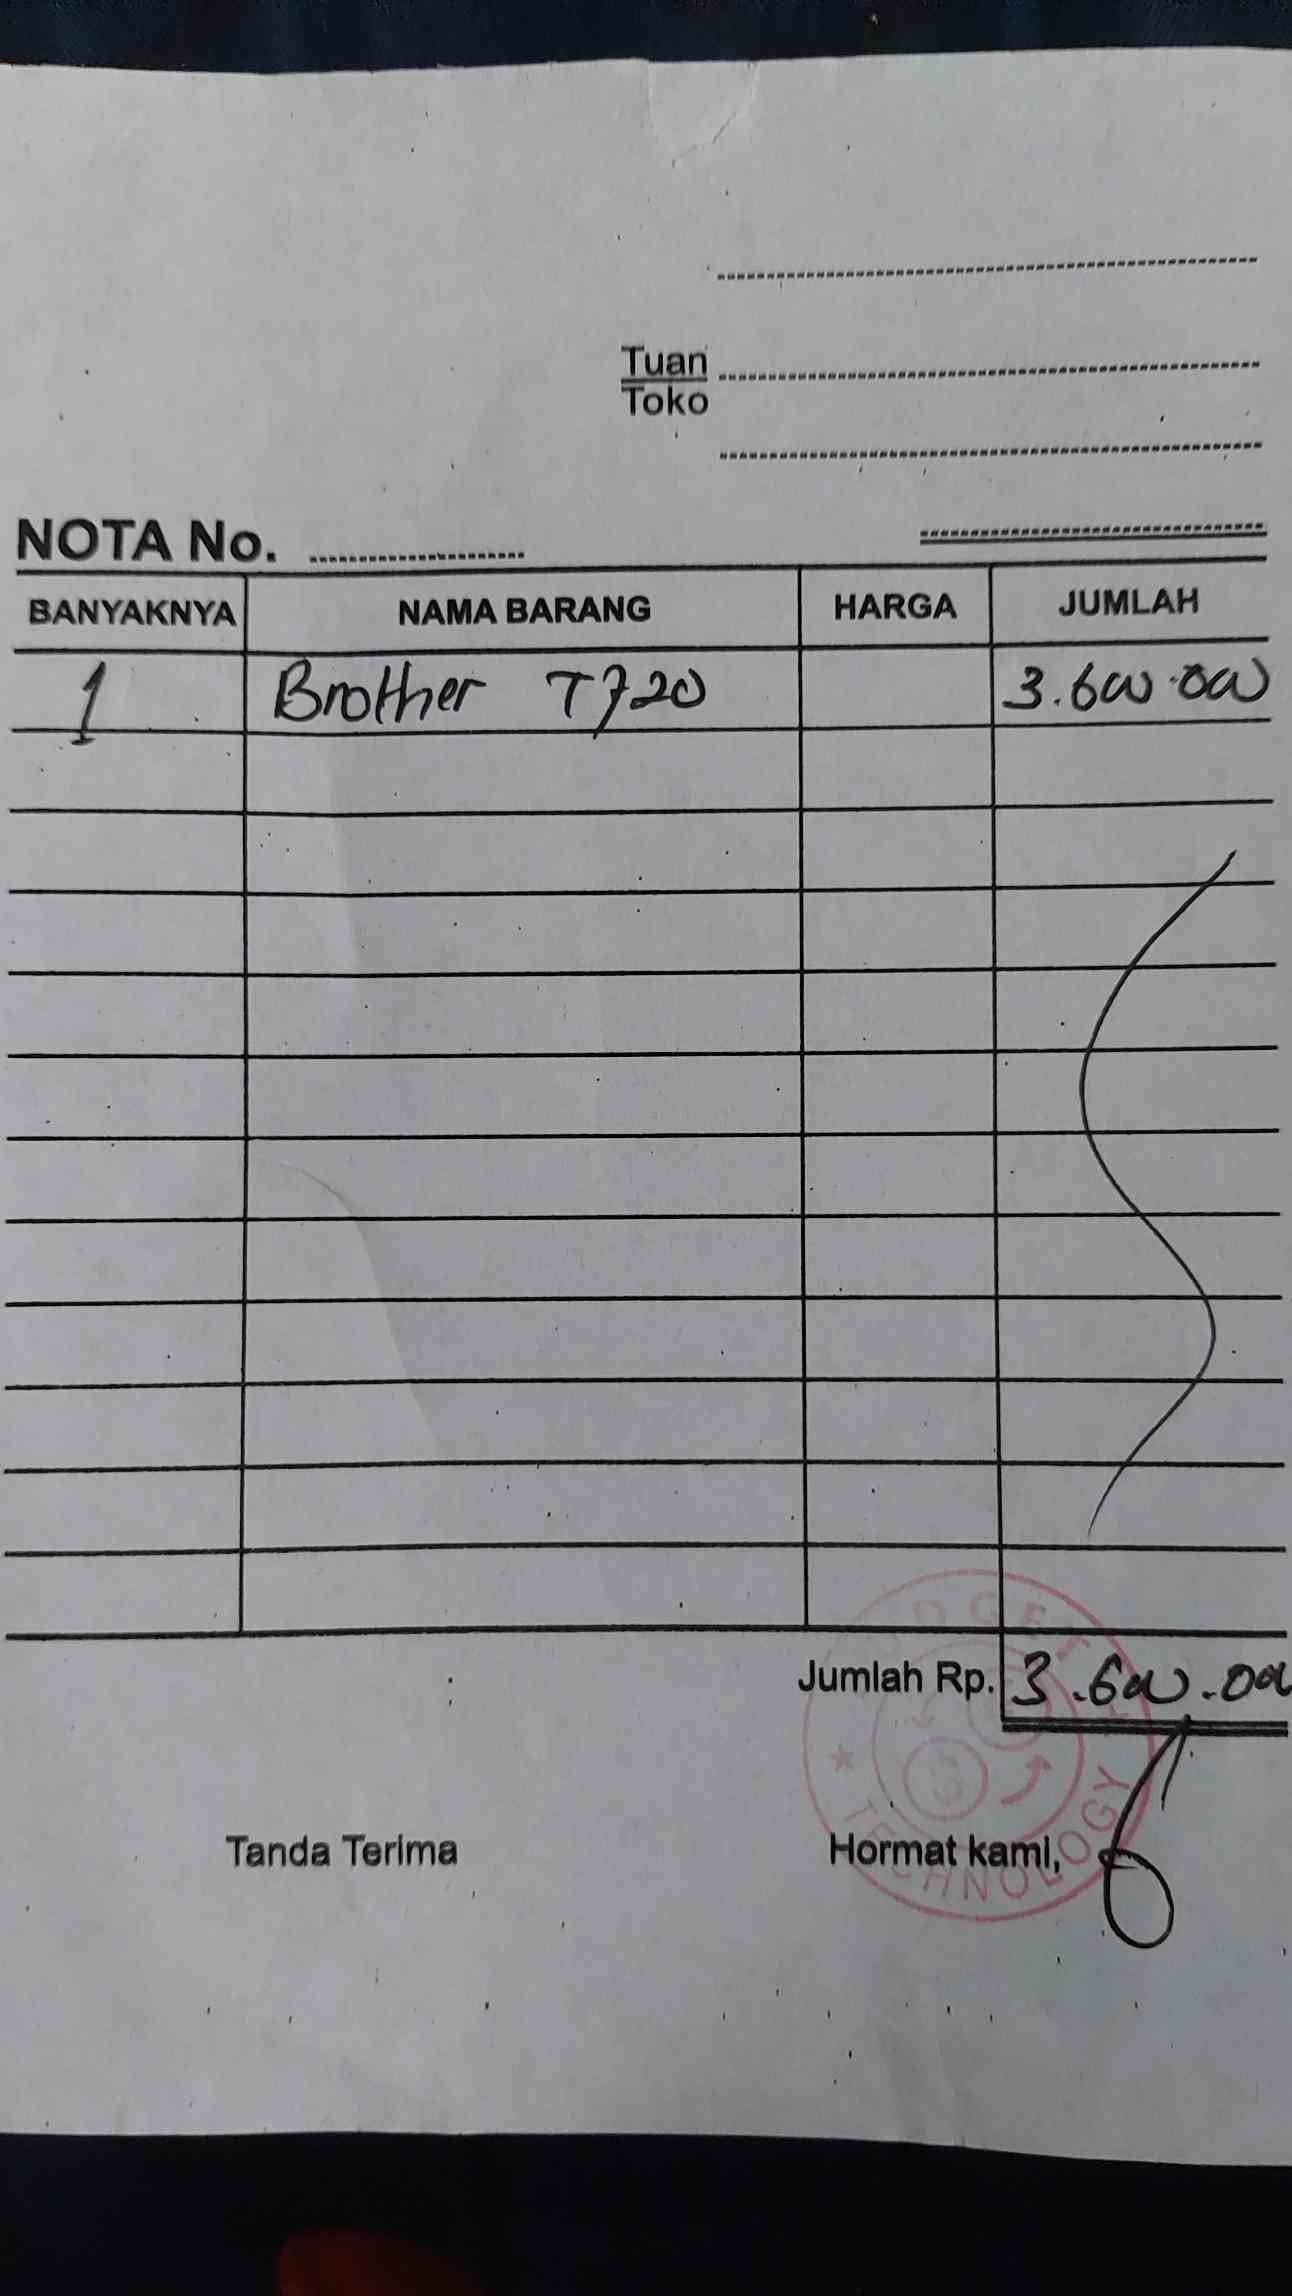 Tuan
Toko
NOTA No.
BANYAKNYA NAMA BARANG HARGA JUMLAH
1 Brother T720 3.600.000
Jumlah Rp. 3.600.000
Tanda Terima Hormat kami,
TECHNOLOGY